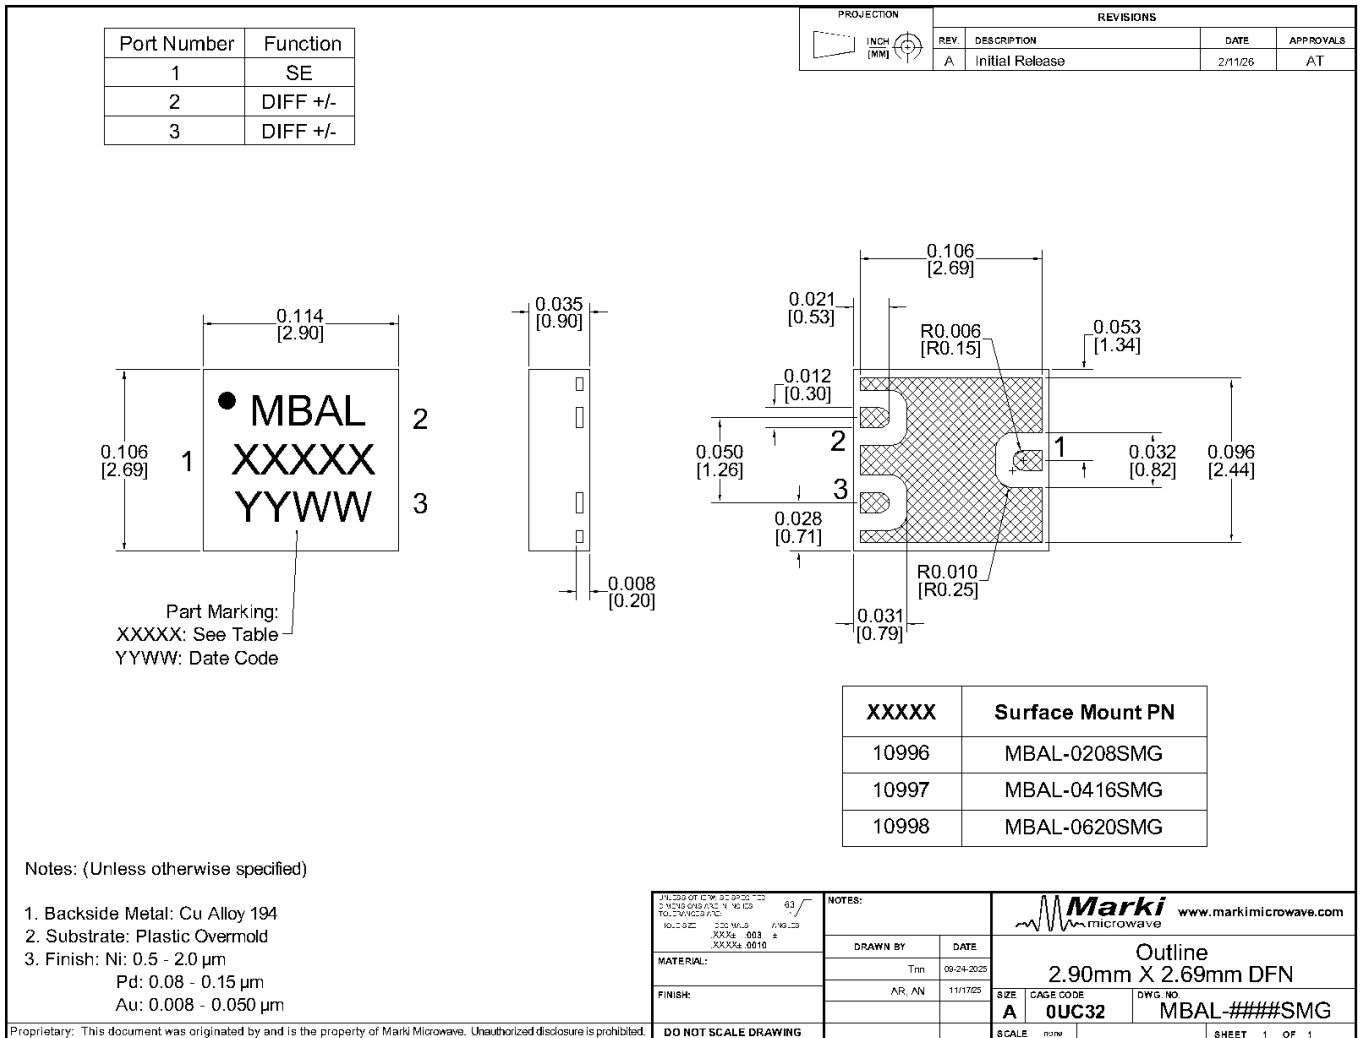 Port Number Function
1 SE
2 DIFF +/-
3 DIFF +/-
PROJECTION
INCH
[MM]
REVISIONS
REV. DESCRIPTION DATE APPROVALS
A Initial Release 2/11/26 AT
0.114
[2.90]
0.106
[2.69]
1
MBAL
XXXXX
YYWW
2
3
Part Marking:
XXXXX: See Table
YYWW: Date Code
0.035
[0.90]
0.008
[0.20]
0.106
[2.69]
0.021
[0.53]
R0.006
[R0.15]
0.053
[1.34]
0.012
[0.30]
2
1
0.050
[1.26]
3
0.032
[0.82]
0.096
[2.44]
0.028
[0.71]
R0.010
[R0.25]
0.031
[0.79]
XXXXX Surface Mount PN
10996 MBAL-0208SMG
10997 MBAL-0416SMG
10998 MBAL-0620SMG
Notes: (Unless otherwise specified)
1. Backside Metal: Cu Alloy 194
2. Substrate: Plastic Overmold
3. Finish: Ni: 0.5 - 2.0 µm
Pd: 0.08 - 0.15 µm
Au: 0.008 - 0.050 µm
Proprietary: This document was originated by and is the property of Marki Microwave. Unauthorized disclosure is prohibited.
63
.XXX± .003 ±
.XXXX± .0010
MATERIAL:
FINISH:
DO NOT SCALE DRAWING
NOTES:
DRAWN BY DATE
09-24-2025
AR, AN 11/17/25
Marki
microwave
www.markimicrowave.com
Outline
2.90mm X 2.69mm DFN
SIZE CAGE CODE DWG. NO.
A 0UC32 MBAL-####SMG
SCALE none SHEET 1 OF 1